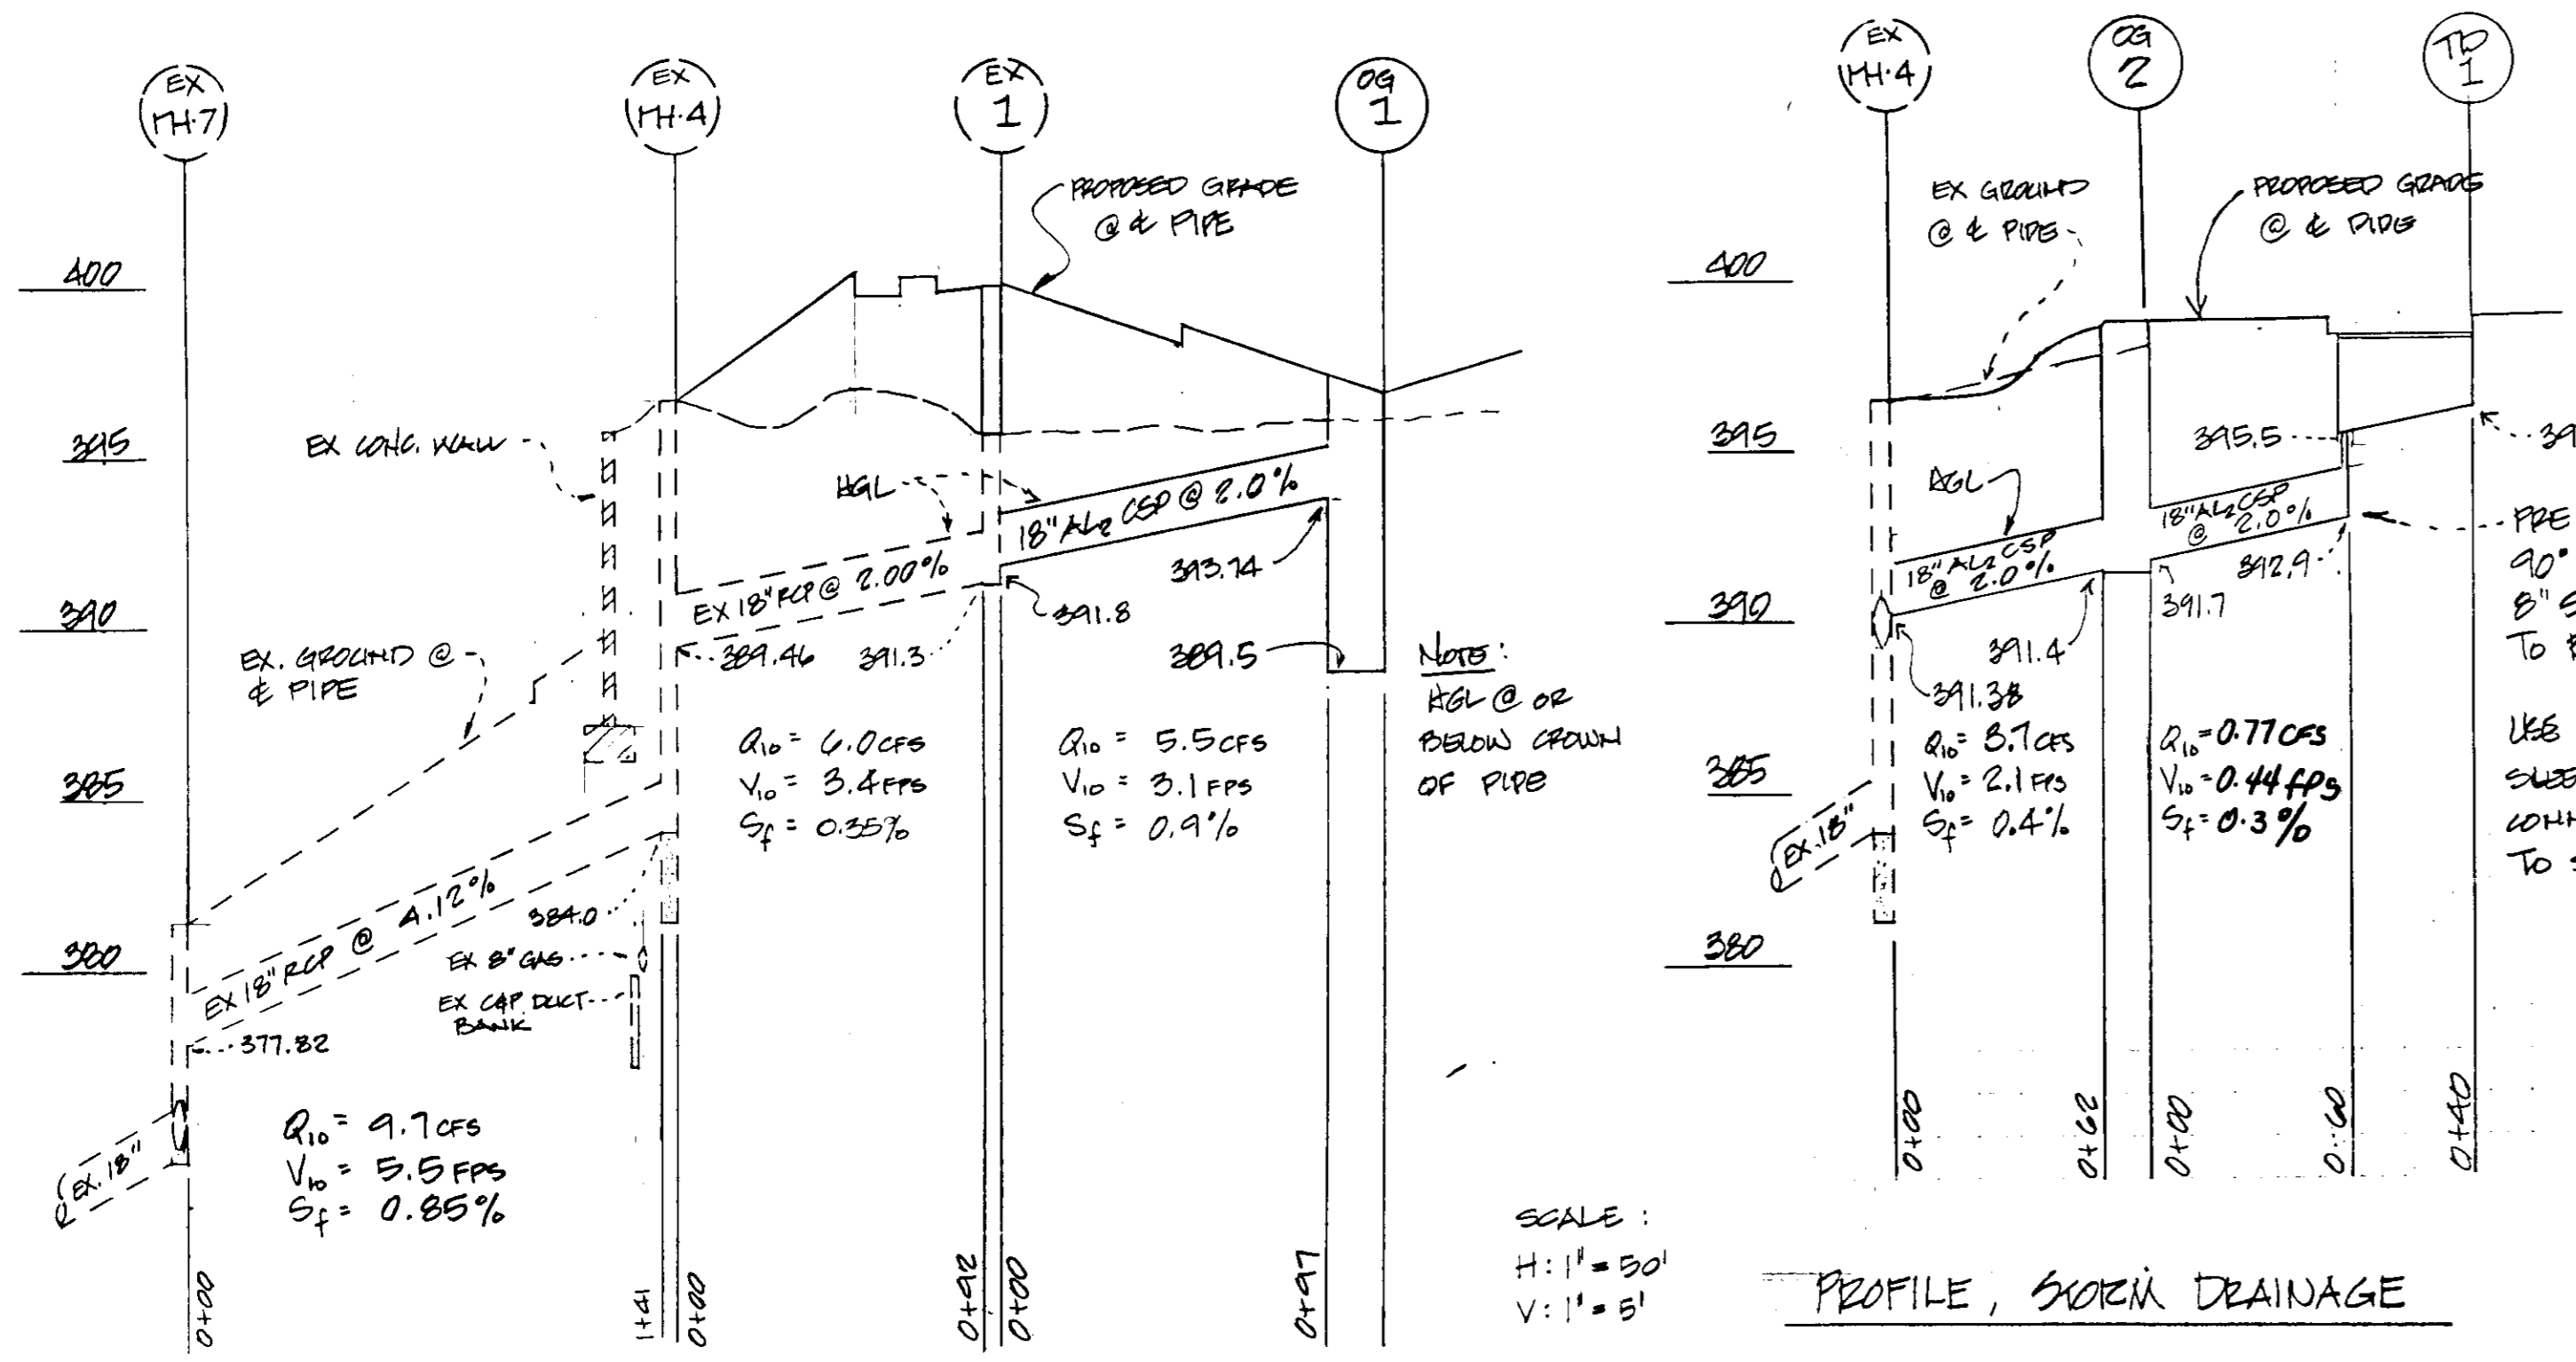 EX
MH·7
EX
MH·4
EX
1
OG
1
EX
MH·4
OG
2
TD
1
PROPOSED GRADE
@ ℄ PIPE
EX GROUND
@ ℄ PIPE
PROPOSED GRADE
@ ℄ PIPE
400
395
390
385
380
400
395
390
385
380
EX CONC. WALL
HGL
18" AL2 CSP @ 2.0%
EX 18" RCP @ 2.00%
393.74
391.8
389.46
391.3
389.5
EX. GROUND @
℄ PIPE
NOTE:
HGL @ OR
BELOW CROWN
OF PIPE
Q10 = 6.0 CFS
V10 = 3.4 FPS
Sf = 0.35%
Q10 = 5.5 CFS
V10 = 3.1 FPS
Sf = 0.9%
EX 18" RCP @ 4.12%
384.0
EX 8" GAS
EX C&P DUCT
BANK
377.82
EX. 18"
Q10 = 9.7 CFS
V10 = 5.5 FPS
Sf = 0.85%
0+00
1+41
0+00
0+92
0+00
0+97
HGL
395.5
39
18" AL2 CSP
@ 2.0%
18" AL2 CSP
@ 2.0%
392.9
391.7
391.4
391.38
PRE
90°
8" S
TO
Q10 = 3.7 CFS
V10 = 2.1 FPS
Sf = 0.4%
Q10 = 0.77 CFS
V10 = 0.44 fPS
Sf = 0.3%
USE
SLEE
CONN
TO S
EX. 18"
0+00
0+62
0+00
0+60
0+40
SCALE :
H: 1" = 50'
V: 1" = 5'
PROFILE, STORM DRAINAGE